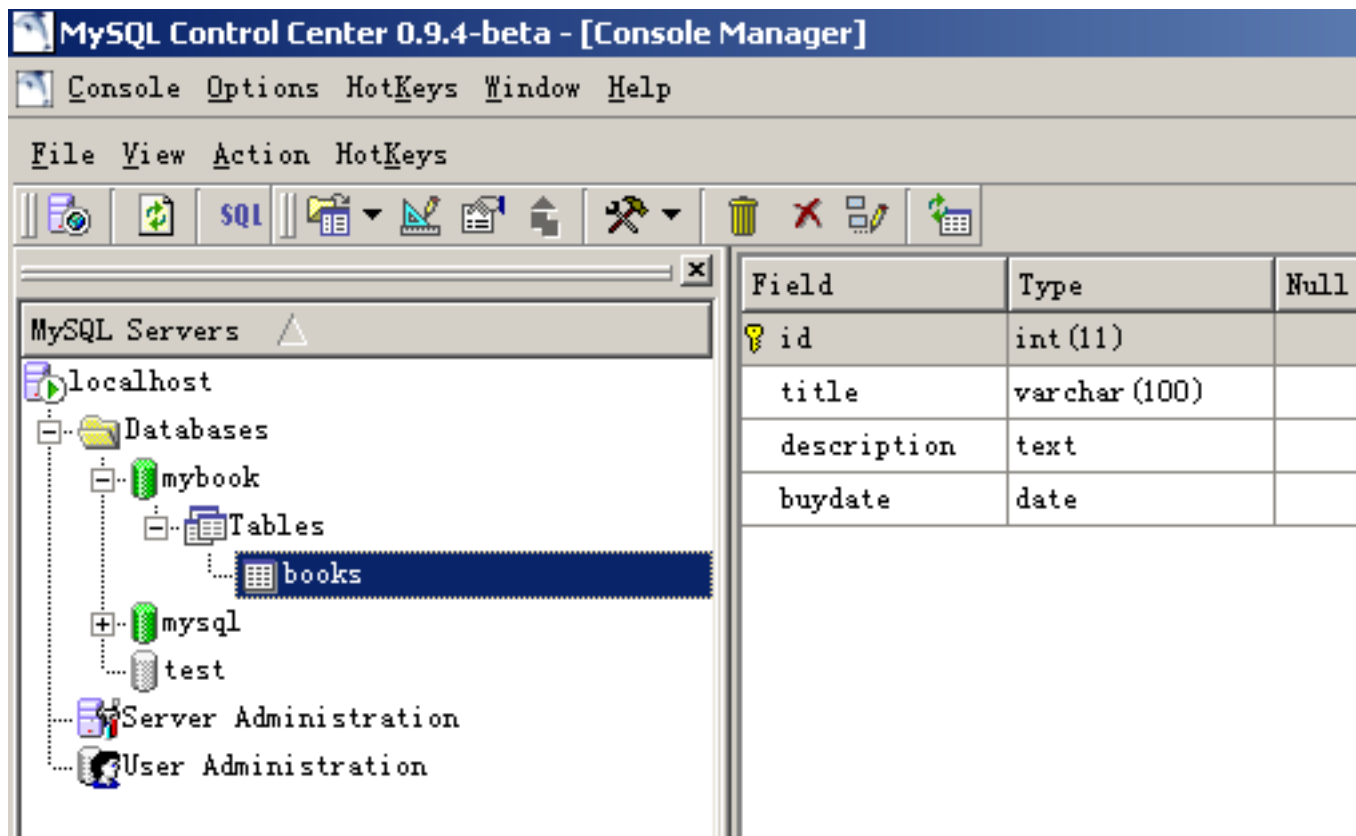 MySQL Control Center 0.9.4-beta - [Console Manager]
Console Options HotKeys Window Help
File View Action HotKeys
SQL
MySQL Servers
localhost
Databases
mybook
Tables
books
mysql
test
Server Administration
User Administration
Field Type Null
id int(11)
title varchar(100)
description text
buydate date